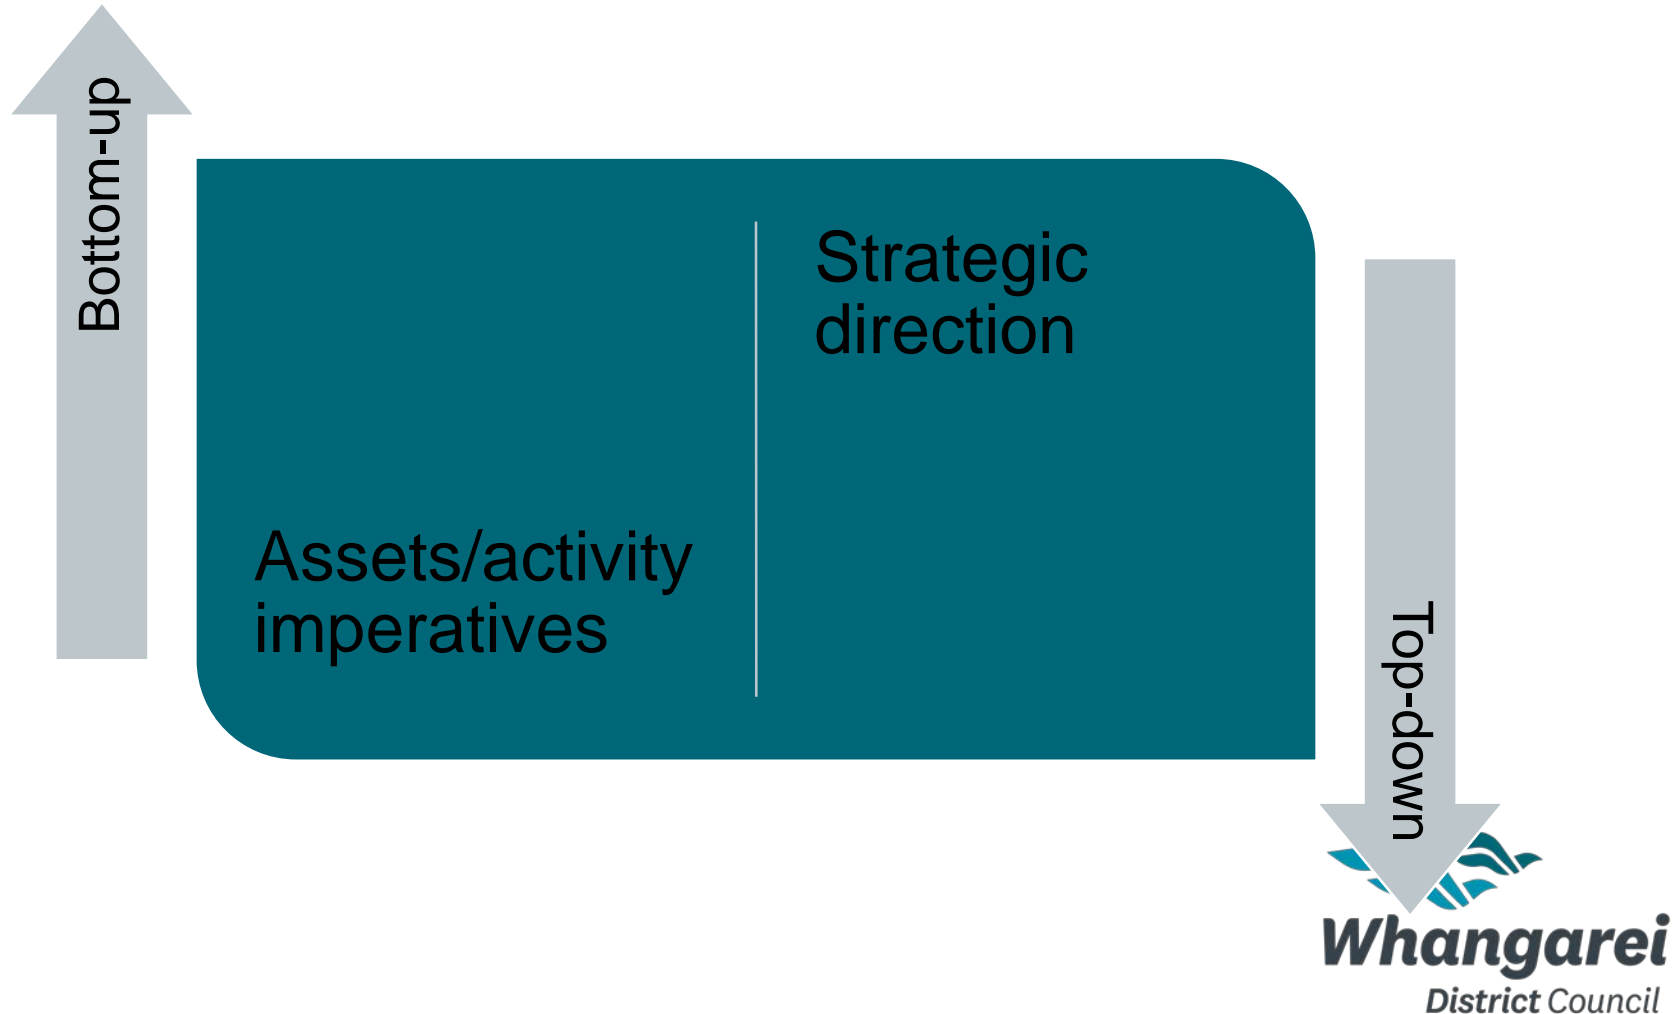 Bottom-up
Strategic
direction
Assets/activity
imperatives
Top-down
Whangarei
District Council